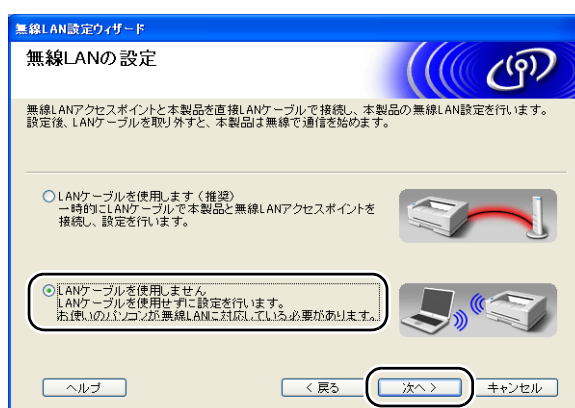 無線LAN設定ウィザード
無線LANの設定
無線LANアクセスポイントと本製品を直接LANケーブルで接続し、本製品の無線LAN設定を行います。
設定後、LANケーブルを取り外すと、本製品は無線で通信を始めます。
LANケーブルを使用します(推奨)
一時的にLANケーブルで本製品と無線LANアクセスポイントを
接続し、設定を行います。
LANケーブルを使用しません
LANケーブルを使用せずに設定を行います。
お使いのパソコンが無線LANに対応している必要があります。
ヘルプ
< 戻る
次へ >
キャンセル